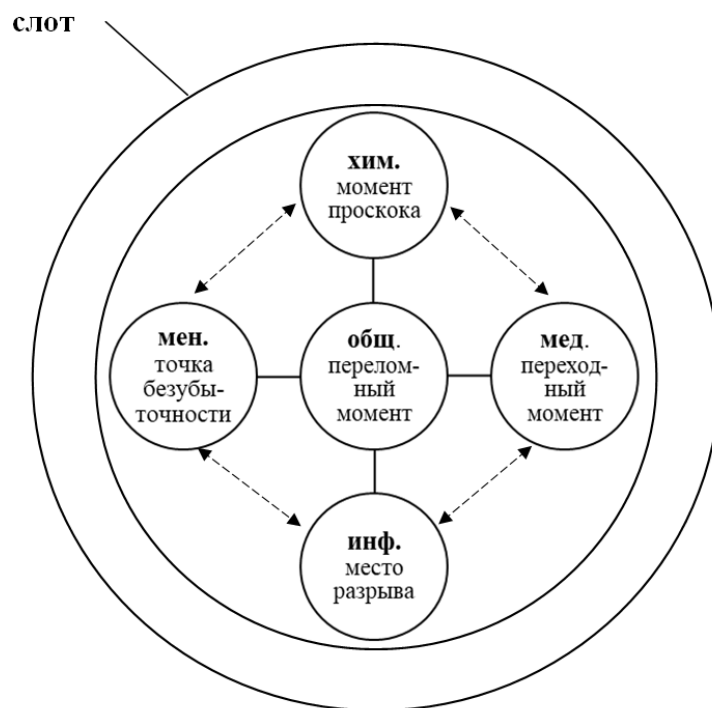 слот
хим.
момент
проскока
мен.
точка
безубы-
точности
общ.
перелом-
ный
момент
мед.
переход-
ный
момент
инф.
место
разрыва